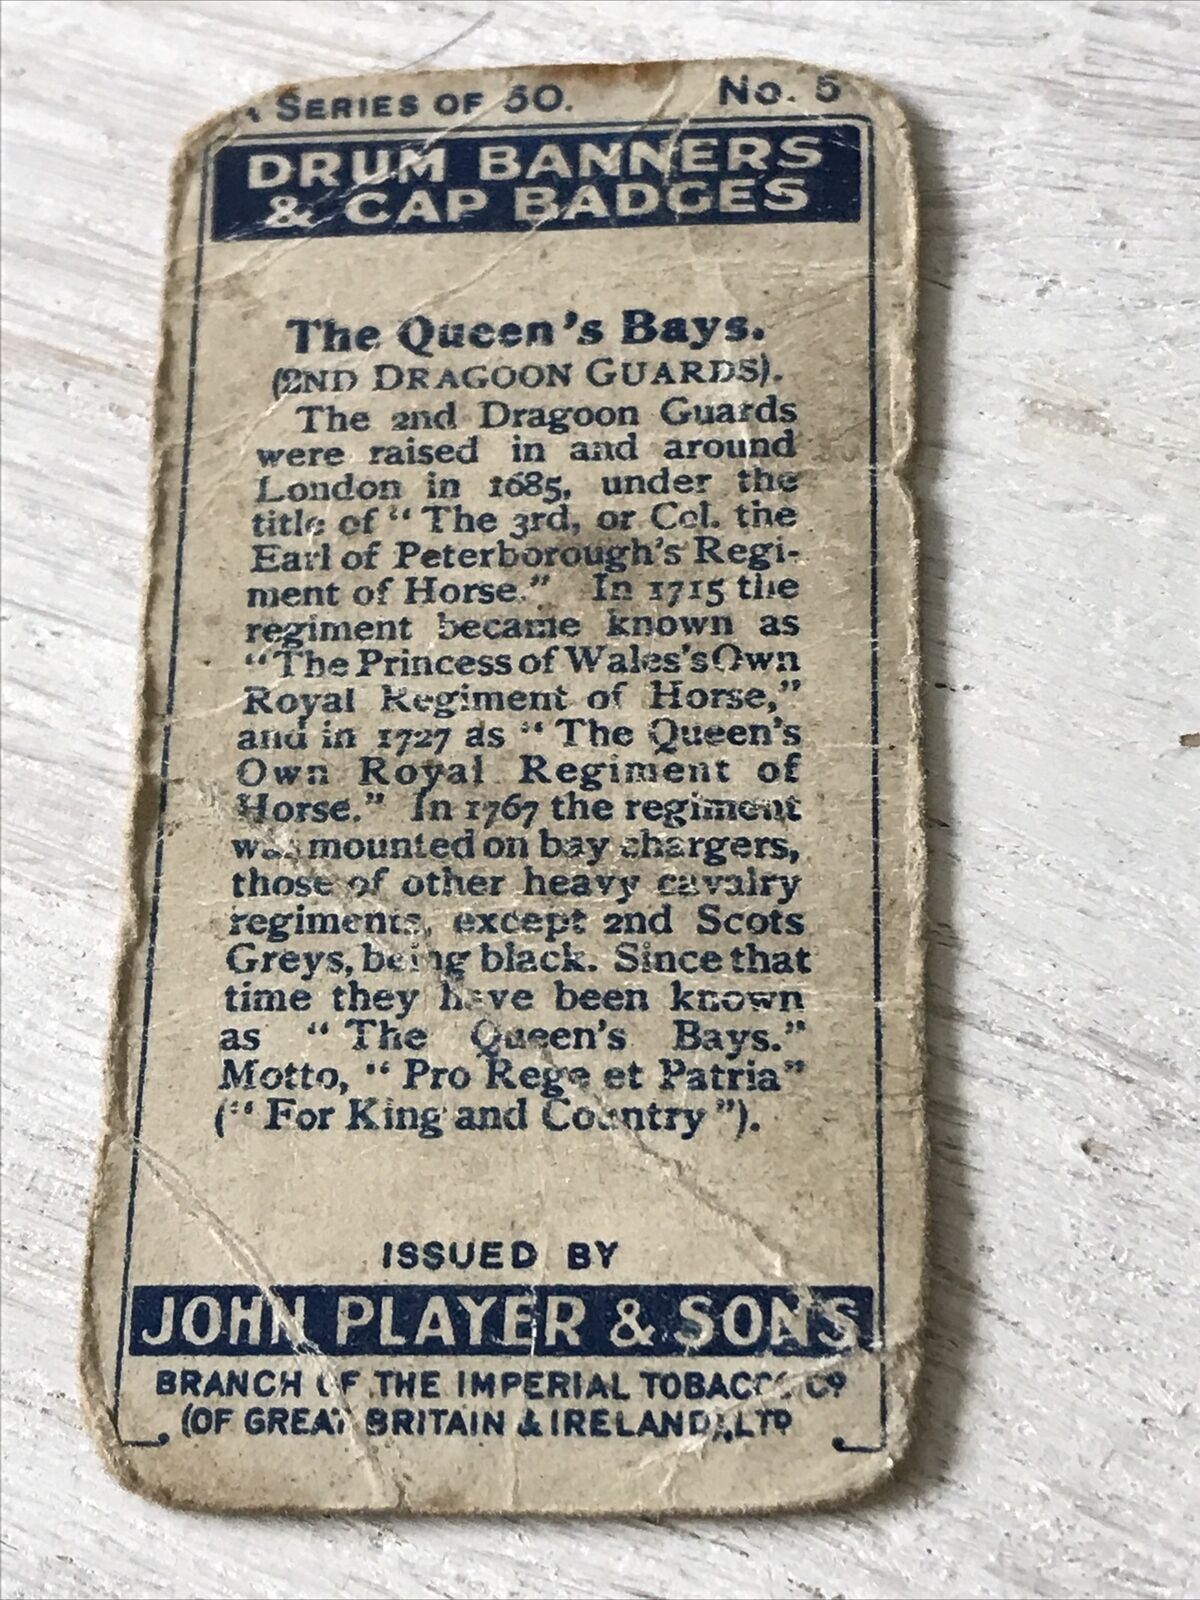 A SERIES OF 50. No. 5
DRUM BANNERS
& CAP BADGES
The Queen's Bays.
(2ND DRAGOON GUARDS).
The 2nd Dragoon Guards
were raised in and around
London in 1685, under the
title of "The 3rd, or Col. the
Earl of Peterborough's Regi-
ment of Horse." In 1715 the
regiment became known as
"The Princess of Wales's Own
Royal Regiment of Horse,"
and in 1727 as "The Queen's
Own Royal Regiment of
Horse." In 1767 the regiment
was mounted on bay chargers,
those of other heavy cavalry
regiments, except 2nd Scots
Greys, being black. Since that
time they have been known
as "The Queen's Bays."
Motto, "Pro Rege et Patria"
("For King and Country").
ISSUED BY
JOHN PLAYER & SONS
BRANCH OF THE IMPERIAL TOBACCO CO
(OF GREAT BRITAIN & IRELAND), LTD